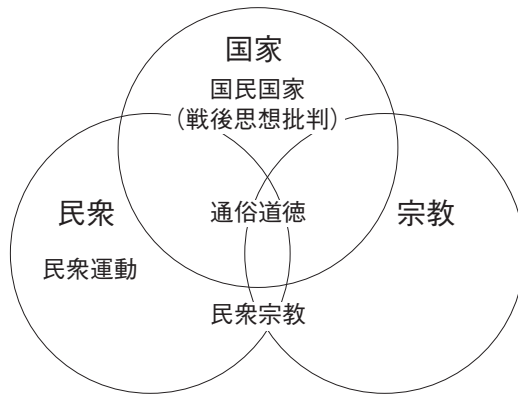 国家
国民国家
（戦後思想批判）
民衆
通俗道徳
宗教
民衆運動
民衆宗教